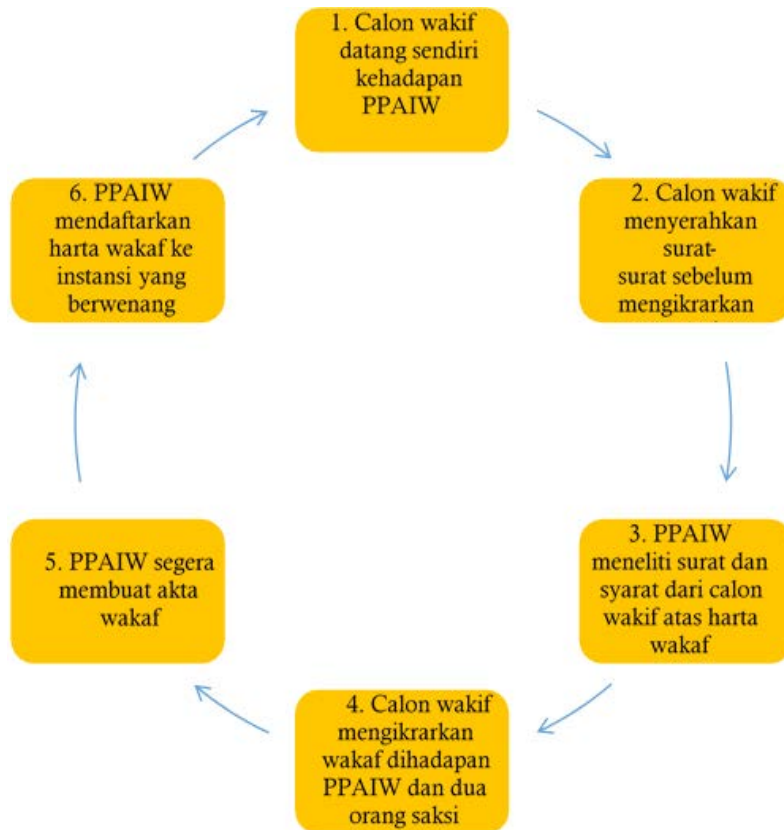 1. Calon wakif
datang sendiri
kehadapan
PPAIW
2. Calon wakif
menyerahkan
surat-
surat sebelum
mengikrarkan
3. PPAIW
meneliti surat dan
syarat dari calon
wakif atas harta
wakaf
4. Calon wakif
mengikrarkan
wakaf dihadapan
PPAIW dan dua
orang saksi
5. PPAIW segera
membuat akta
wakaf
6. PPAIW
mendaftarkan
harta wakaf ke
instansi yang
berwenang